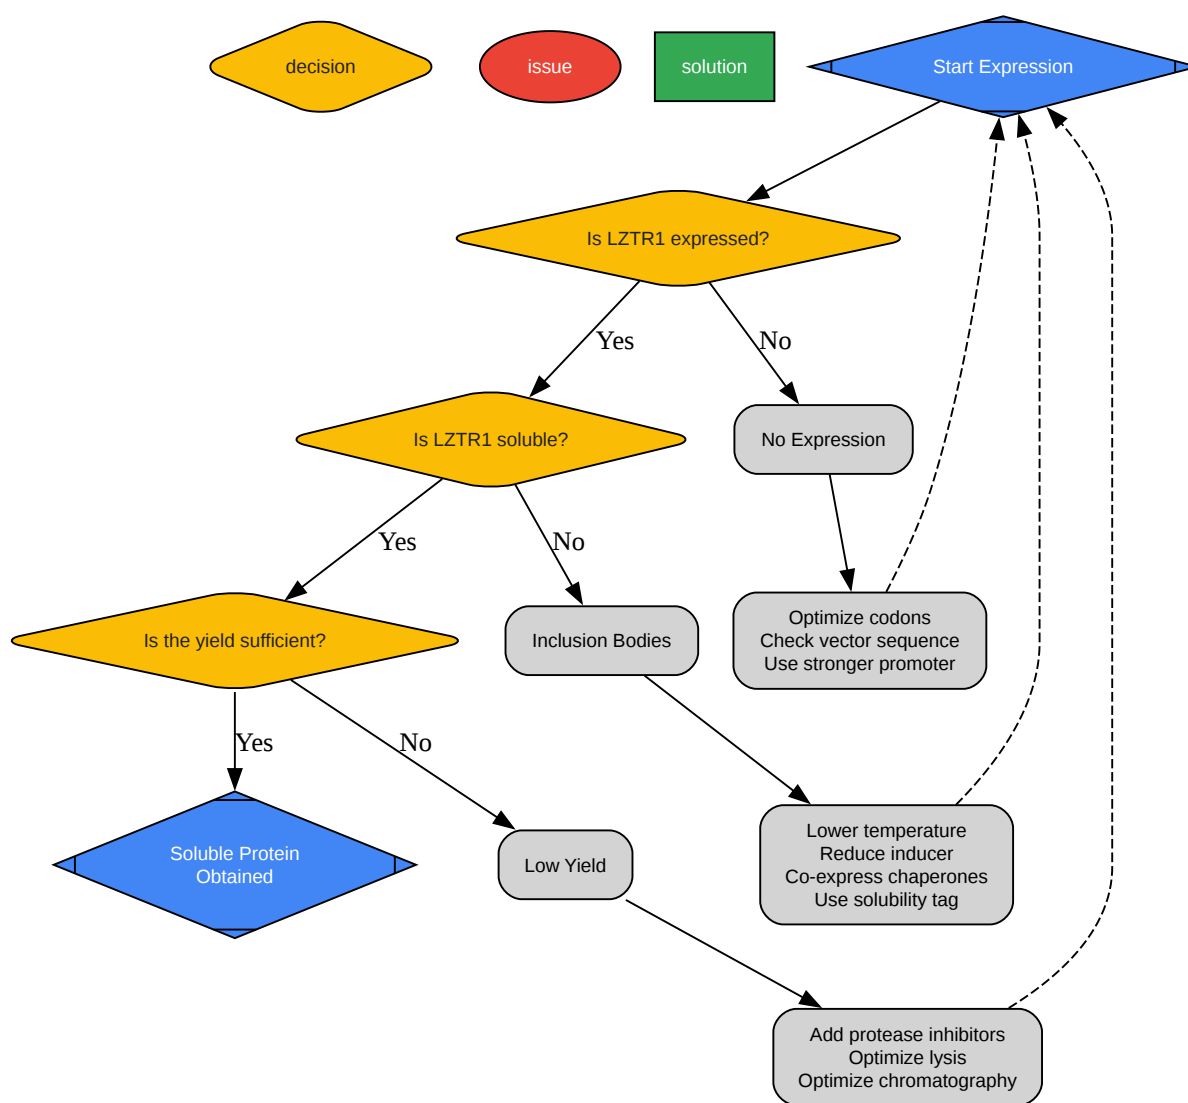 decision
issue
solution
Start Expression
Is LZTR1 expressed?
Yes
No
Is LZTR1 soluble?
No Expression
Yes
No
Optimize codons
Check vector sequence
Use stronger promoter
Is the yield sufficient?
Inclusion Bodies
Yes
No
Lower temperature
Reduce inducer
Co-express chaperones
Use solubility tag
Soluble Protein
Obtained
Low Yield
Add protease inhibitors
Optimize lysis
Optimize chromatography